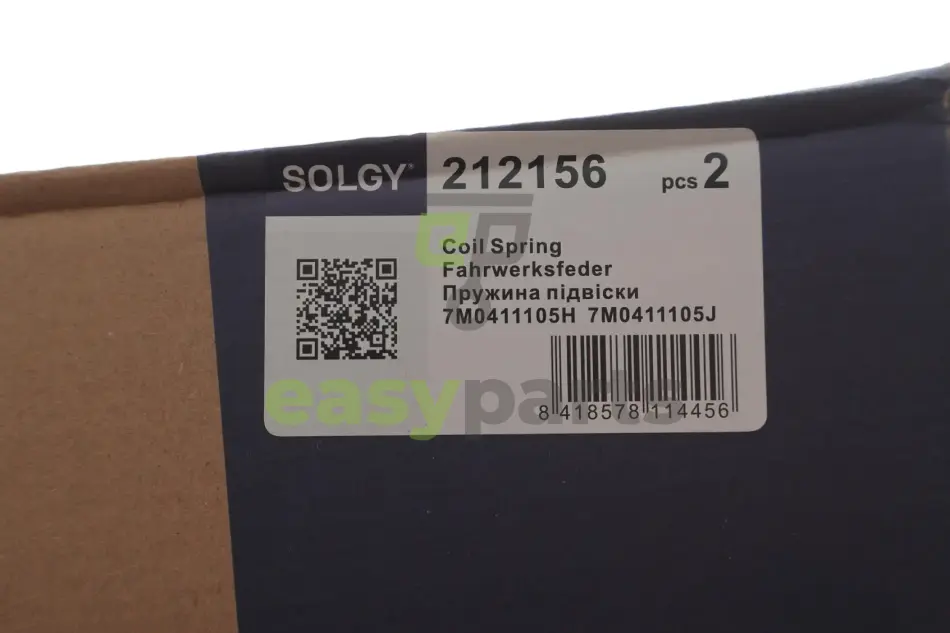 SOLGY® 212156 pcs 2
Coil Spring
Fahrwerksfeder
Пружина підвіски
7M0411105H 7M0411105J
8 418578 114456
easyparts